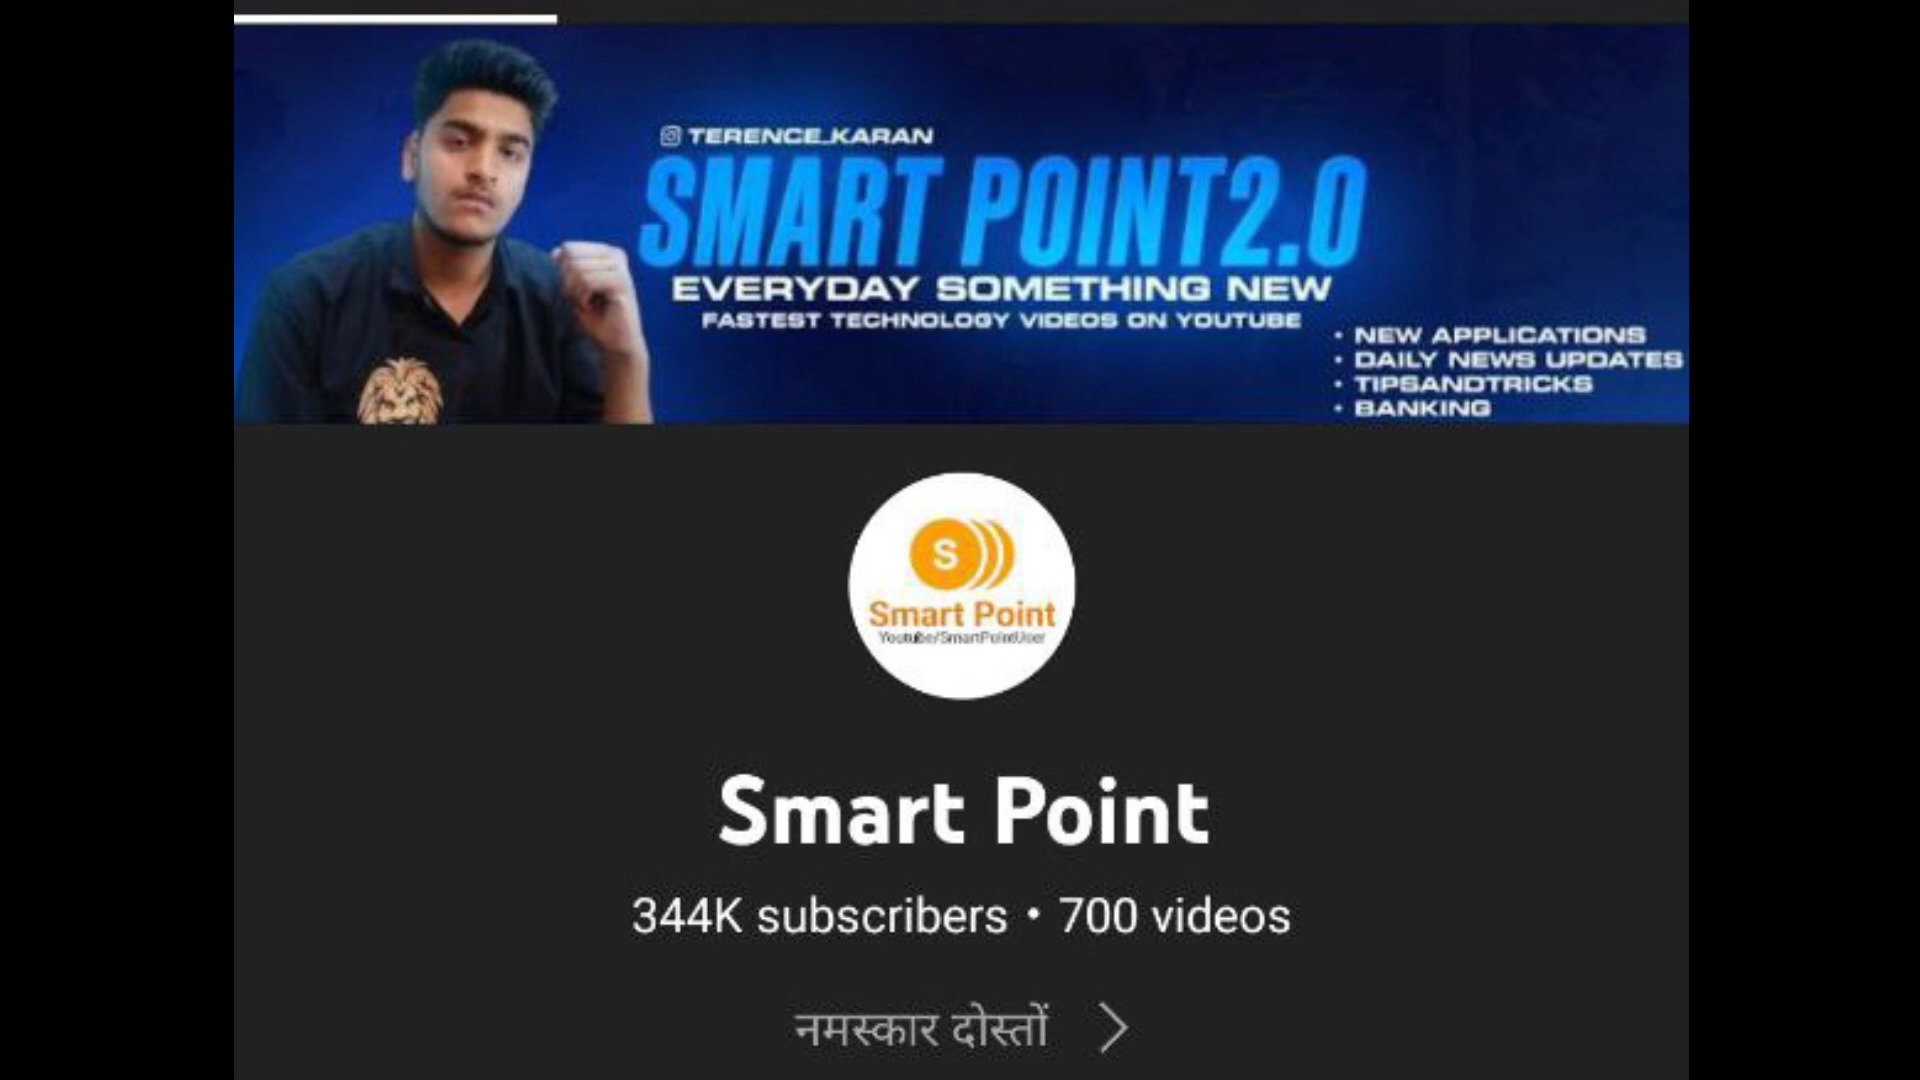 TERENCE_KARAN
SMART POINT2.0
EVERYDAY SOMETHING NEW
FASTEST TECHNOLOGY VIDEOS ON YOUTUBE
• NEW APPLICATIONS
• DAILY NEWS UPDATES
• TIPSANDTRICKS
• BANKING
S
Smart Point
Youtube/SmartPointUser
Smart Point
344K subscribers • 700 videos
नमस्कार दोस्तों